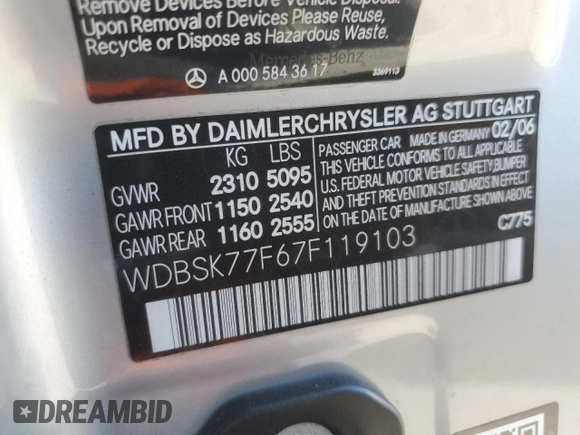 Remove Devices Before Vehicle Disposal.
Upon Removal of Devices Please Reuse,
Recycle or Dispose as Hazardous Waste.
Mercedes-Benz
A 000 584 36 17
3369113
MFD BY DAIMLERCHRYSLER AG STUTTGART
KG LBS
GVWR 2310 5095
GAWR FRONT 1150 2540
GAWR REAR 1160 2555
PASSENGER CAR MADE IN GERMANY 02/06
THIS VEHICLE CONFORMS TO ALL APPLICABLE
U.S. FEDERAL MOTOR VEHICLE SAFETY, BUMPER
AND THEFT PREVENTION STANDARDS IN EFFECT
ON THE DATE OF MANUFACTURE SHOWN ABOVE.
C775
WDBSK77F67F119103
DREAMBID